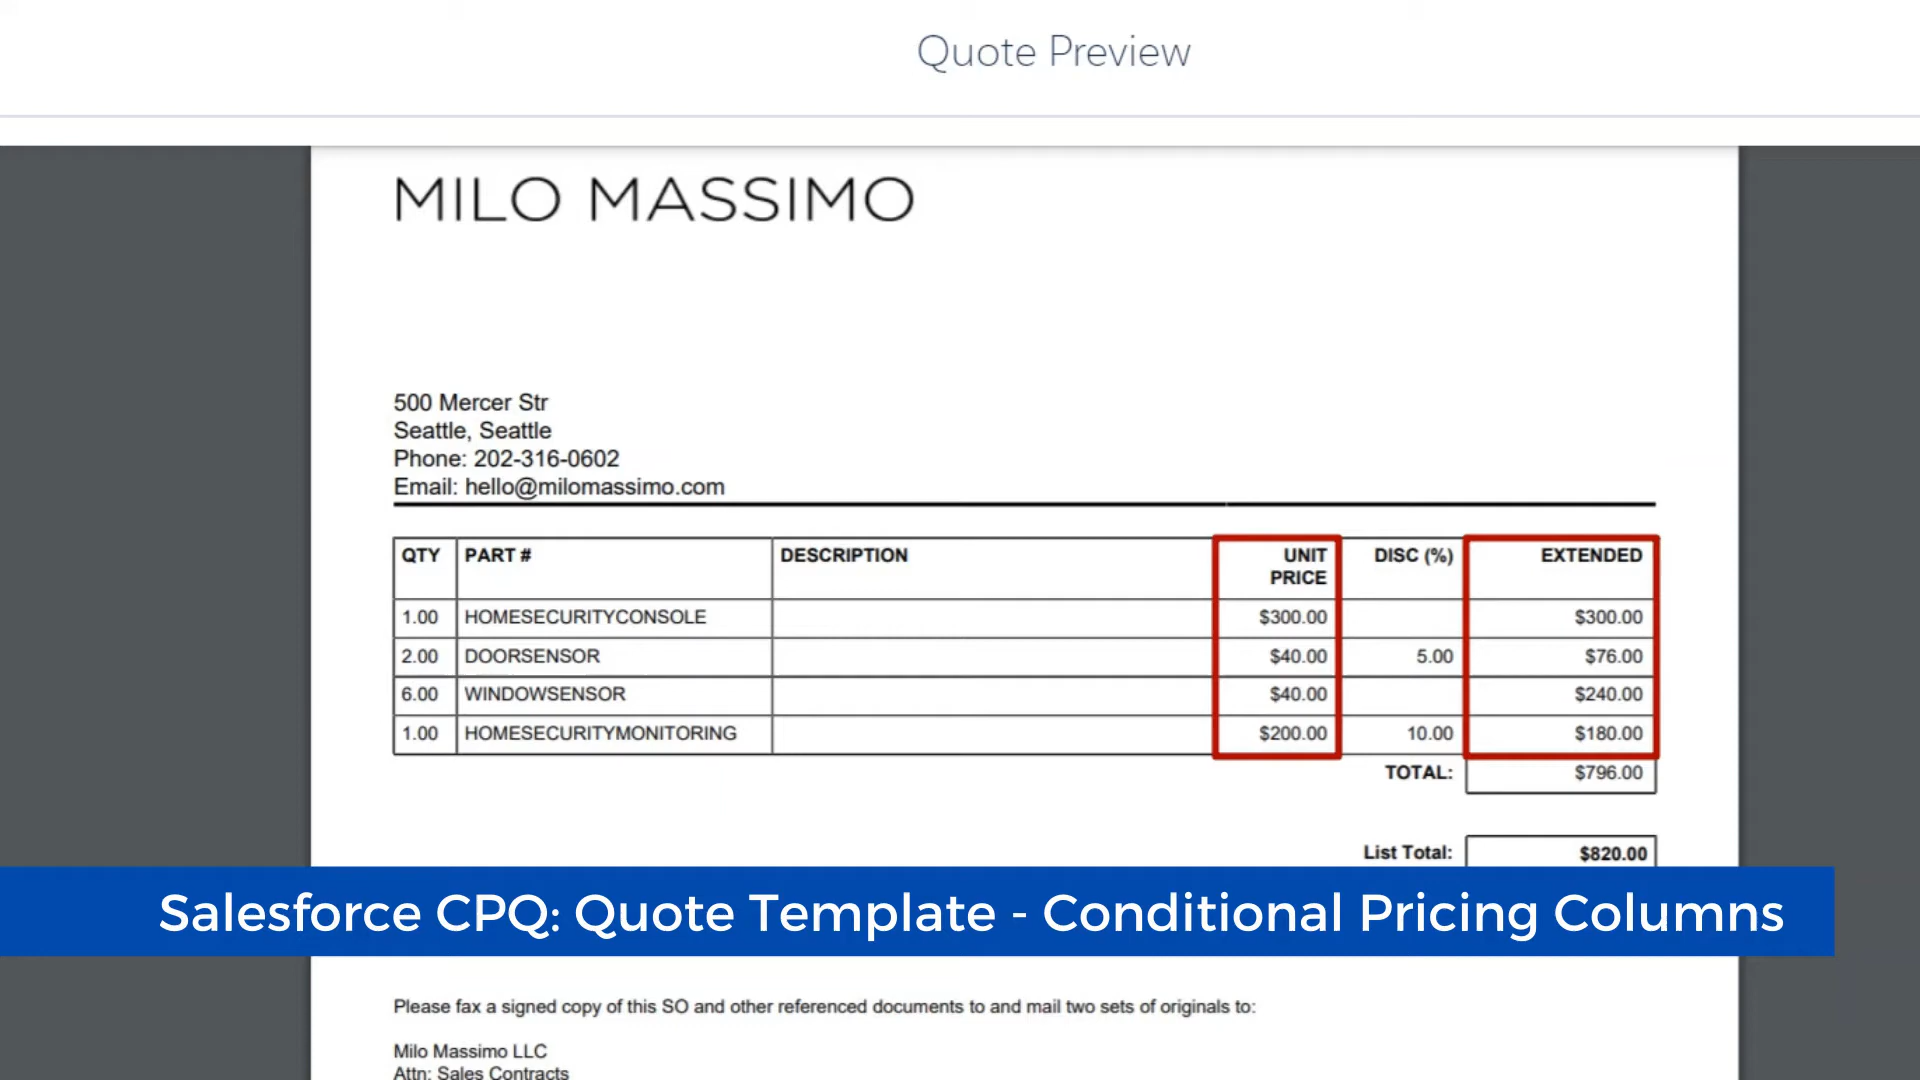 Quote Preview
MILO MASSIMO
500 Mercer Str
Seattle, Seattle
Phone: 202-316-0602
Email: hello@milomassimo.com
QTY PART # DESCRIPTION UNIT PRICE DISC (%) EXTENDED
1.00 HOMESECURITYCONSOLE $300.00 $300.00
2.00 DOORSENSOR $40.00 5.00 $76.00
6.00 WINDOWSENSOR $40.00 $240.00
1.00 HOMESECURITYMONITORING $200.00 10.00 $180.00
TOTAL: $796.00
List Total: $820.00
Salesforce CPQ: Quote Template - Conditional Pricing Columns
Please fax a signed copy of this SO and other referenced documents to and mail two sets of originals to:
Milo Massimo LLC
Attn: Sales Contracts